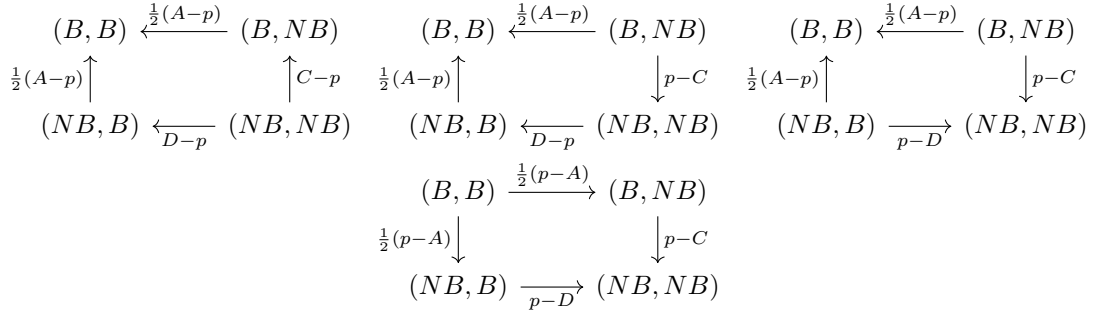 (B, B) ½(A−p) (B, NB) (B, B) ½(A−p) (B, NB) (B, B) ½(A−p) (B, NB)
½(A−p) C−p ½(A−p) p−C ½(A−p) p−C
(NB, B) D−p (NB, NB) (NB, B) D−p (NB, NB) (NB, B) p−D (NB, NB)
(B, B) ½(p−A) (B, NB)
½(p−A) p−C
(NB, B) p−D (NB, NB)